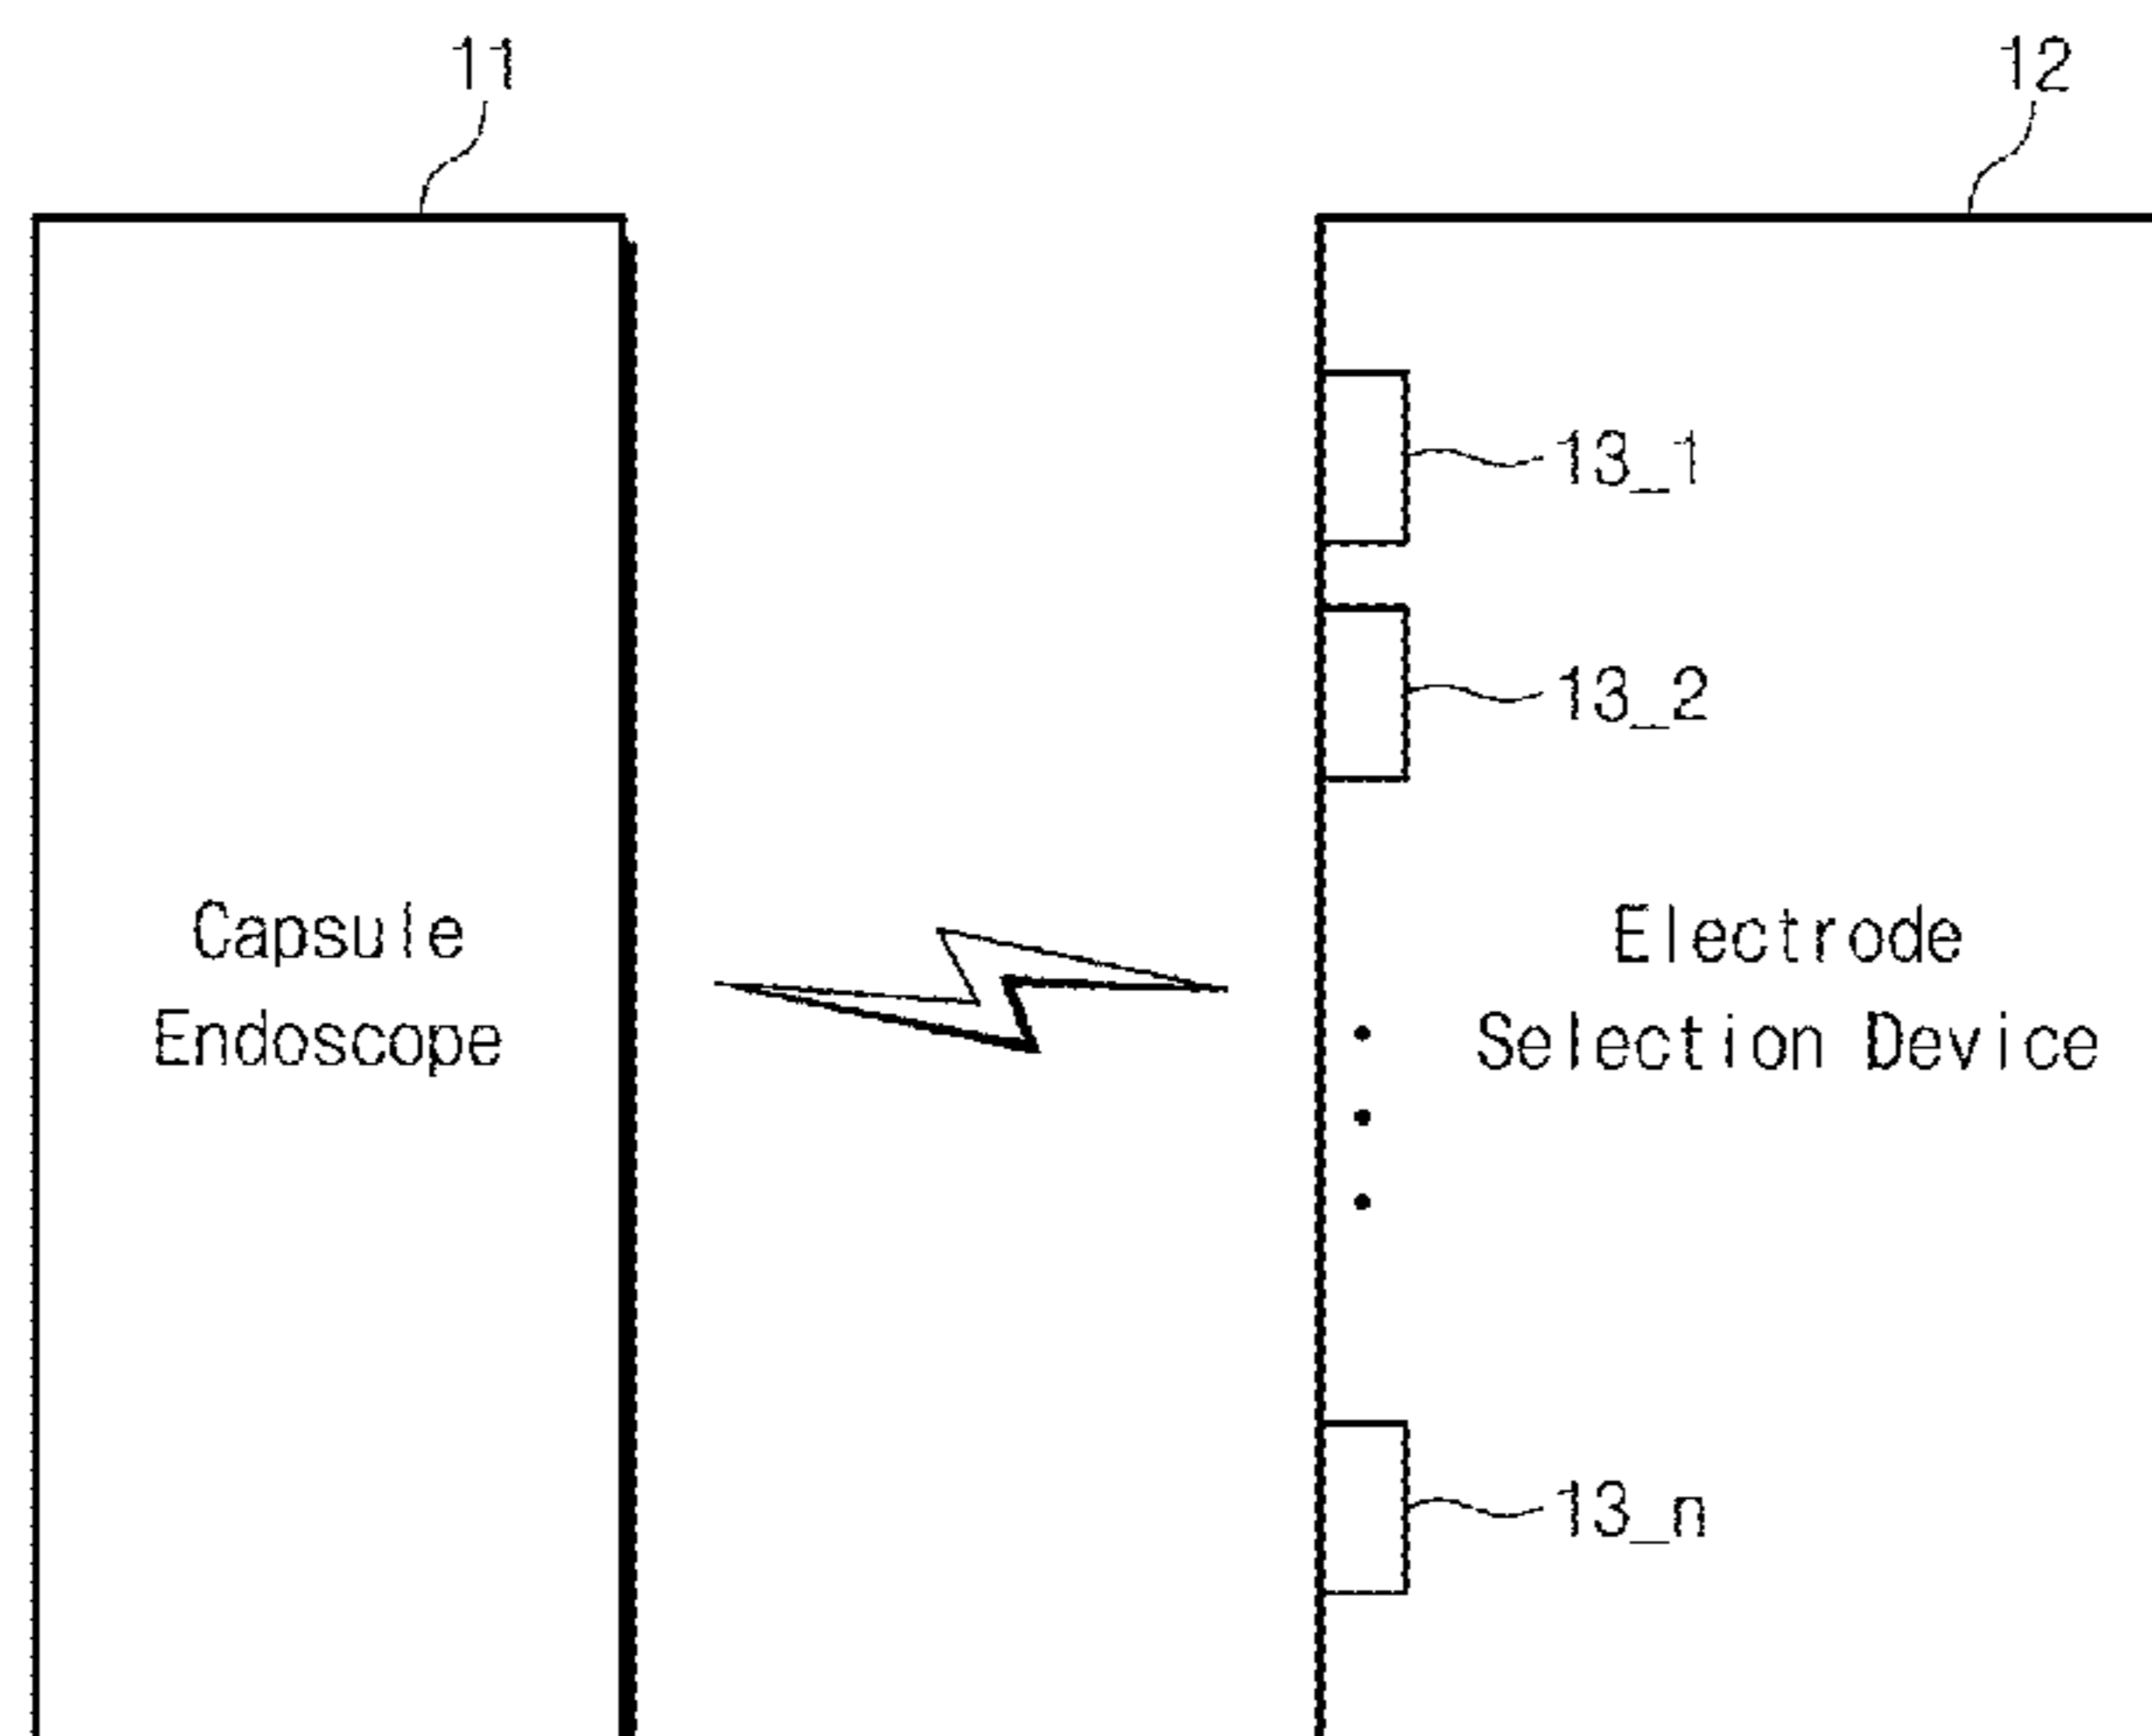 11
12
13_1
13_2
Capsule
Endoscope
Electrode
Selection Device
13_n